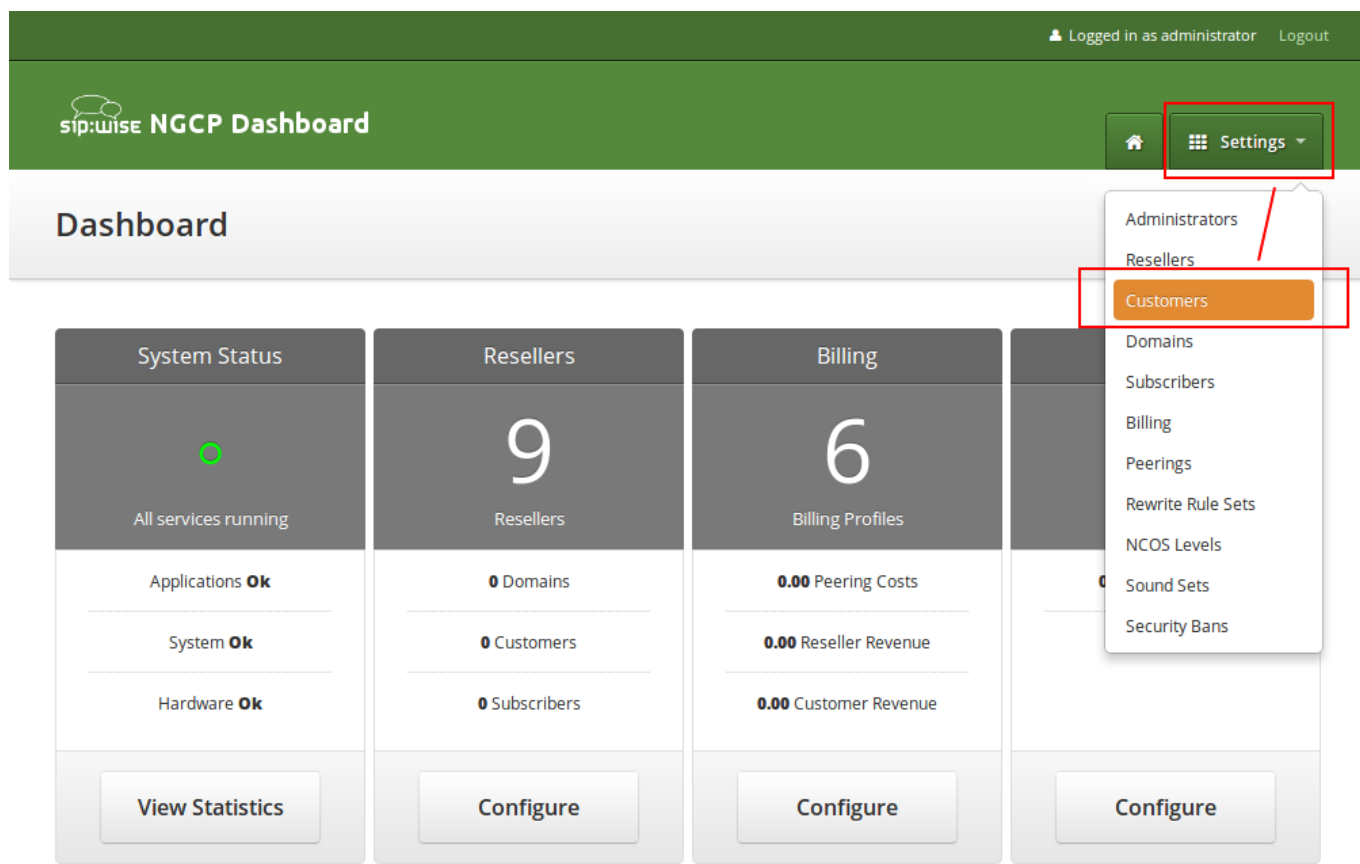 Logged in as administrator Logout
sip:wise NGCP Dashboard
Settings
Dashboard
Administrators
Resellers
Customers
Domains
Subscribers
Billing
Peerings
Rewrite Rule Sets
NCOS Levels
Sound Sets
Security Bans
System Status
All services running
Applications Ok
System Ok
Hardware Ok
View Statistics
Resellers
9
Resellers
0 Domains
0 Customers
0 Subscribers
Configure
Billing
6
Billing Profiles
0.00 Peering Costs
0.00 Reseller Revenue
0.00 Customer Revenue
Configure
Configure